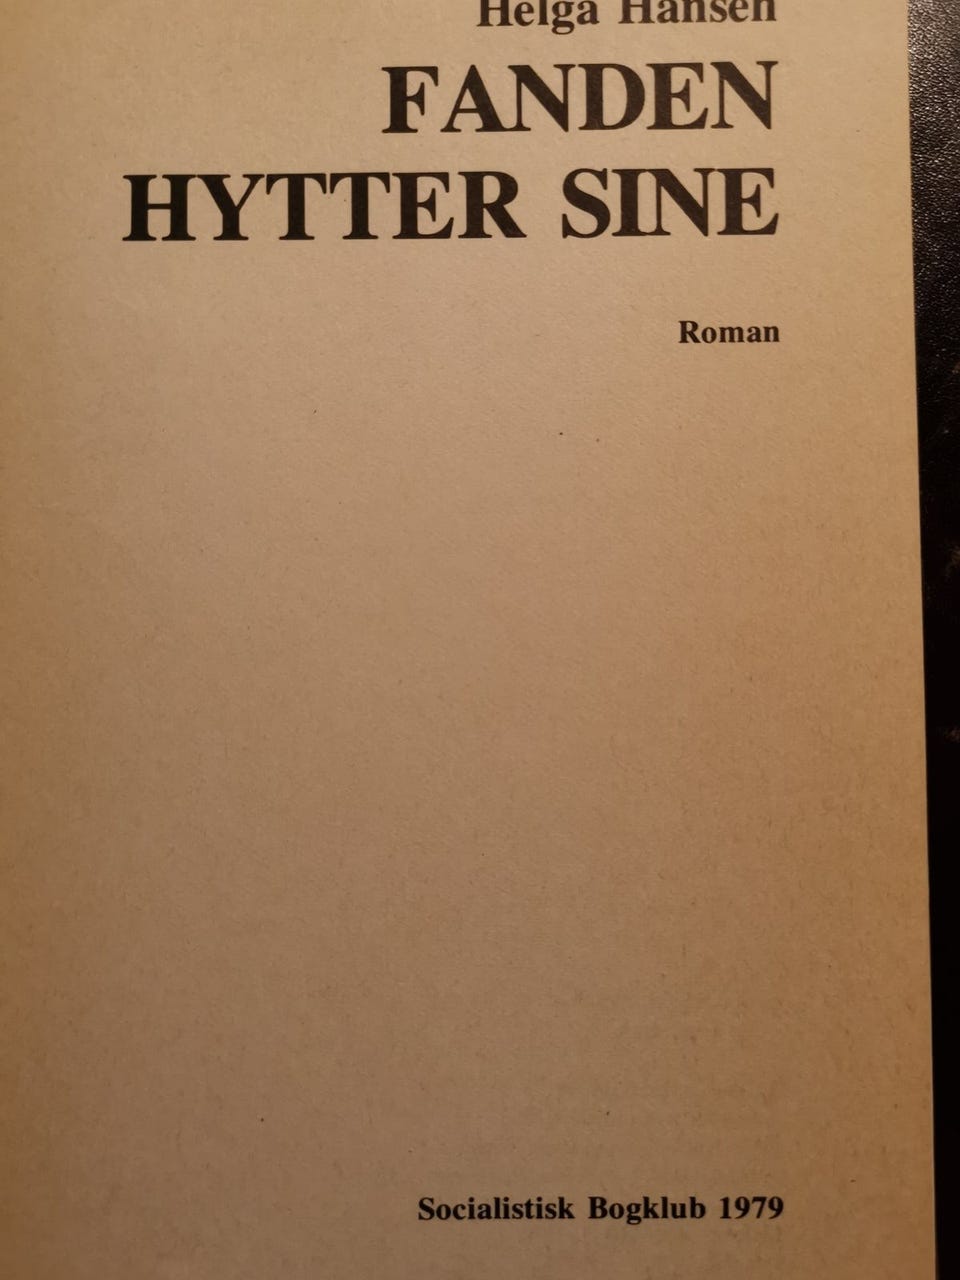 Helga Hansen
FANDEN
HYTTER SINE
Roman
Socialistisk Bogklub 1979